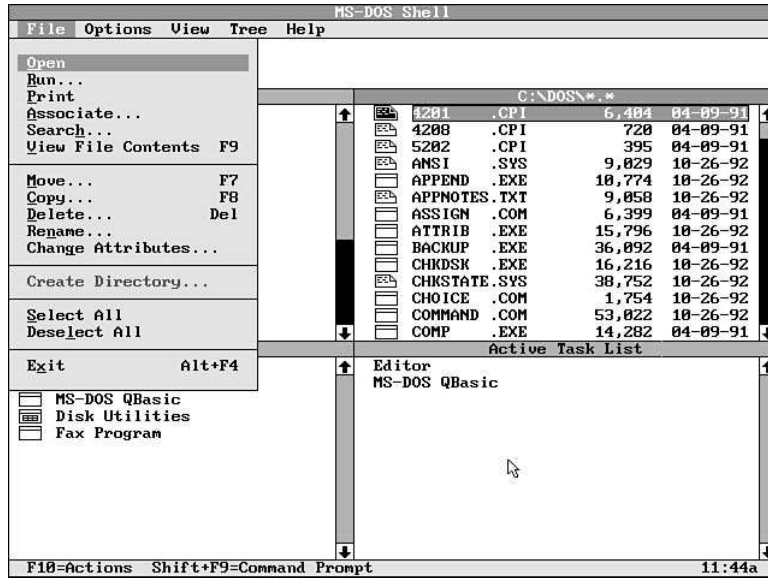 MS-DOS Shell
File Options View Tree Help
Open
Run...
Print
Associate...
Search...
View File Contents F9
Move... F7
Copy... F8
Delete... Del
Rename...
Change Attributes...
Create Directory...
Select All
Deselect All
Exit Alt+F4
C:\DOS\*.*
4201 .CPI 6,404 04-09-91
4208 .CPI 720 04-09-91
5202 .CPI 395 04-09-91
ANSI .SYS 9,029 10-26-92
APPEND .EXE 10,774 10-26-92
APPNOTES.TXT 9,058 10-26-92
ASSIGN .COM 6,399 04-09-91
ATTRIB .EXE 15,796 10-26-92
BACKUP .EXE 36,092 04-09-91
CHKDSK .EXE 16,216 10-26-92
CHKSTATE.SYS 38,752 10-26-92
CHOICE .COM 1,754 10-26-92
COMMAND .COM 53,022 10-26-92
COMP .EXE 14,282 04-09-91
MS-DOS QBasic
Disk Utilities
Fax Program
Active Task List
Editor
MS-DOS QBasic
F10=Actions Shift+F9=Command Prompt 11:44a